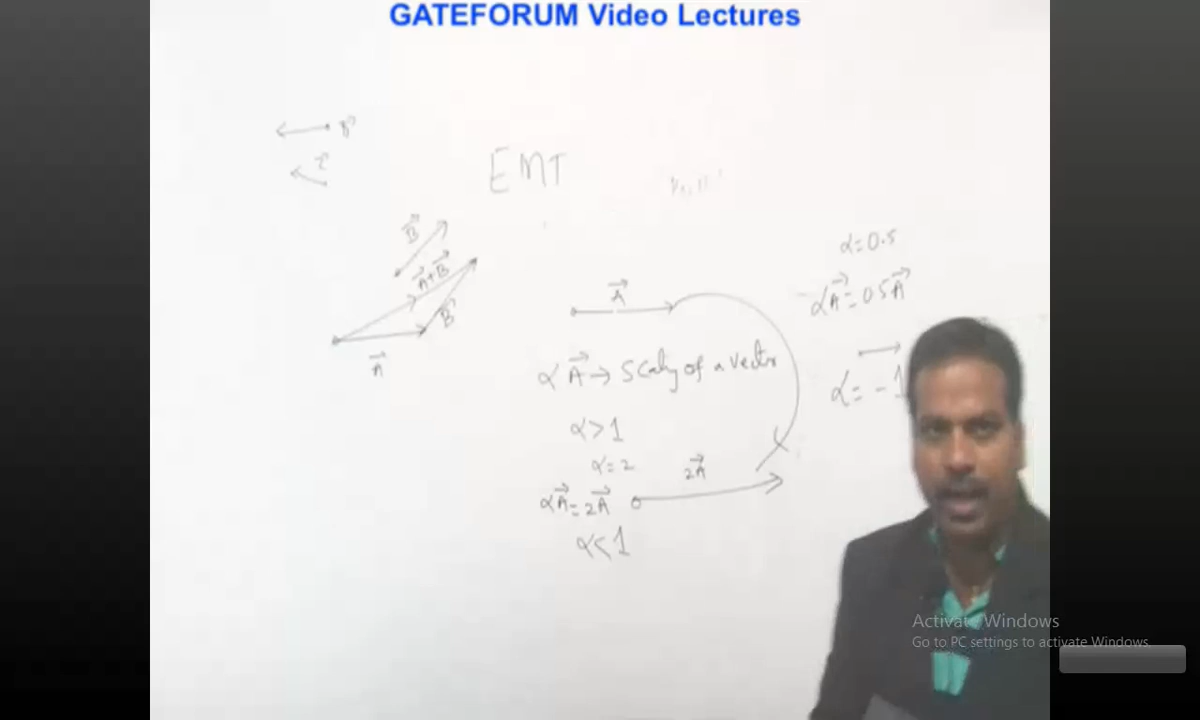 GATEFORUM Video Lectures
B⃗
EMT
B⃗
A⃗+B⃗
B⃗
A⃗
A⃗
αA⃗→ Scaling of a vector
α>1
α=2
αA⃗=2A⃗
2A⃗
α<1
α=0.5
αA⃗=0.5A⃗
α=-1
Activate Windows
Go to PC settings to activate Windows.